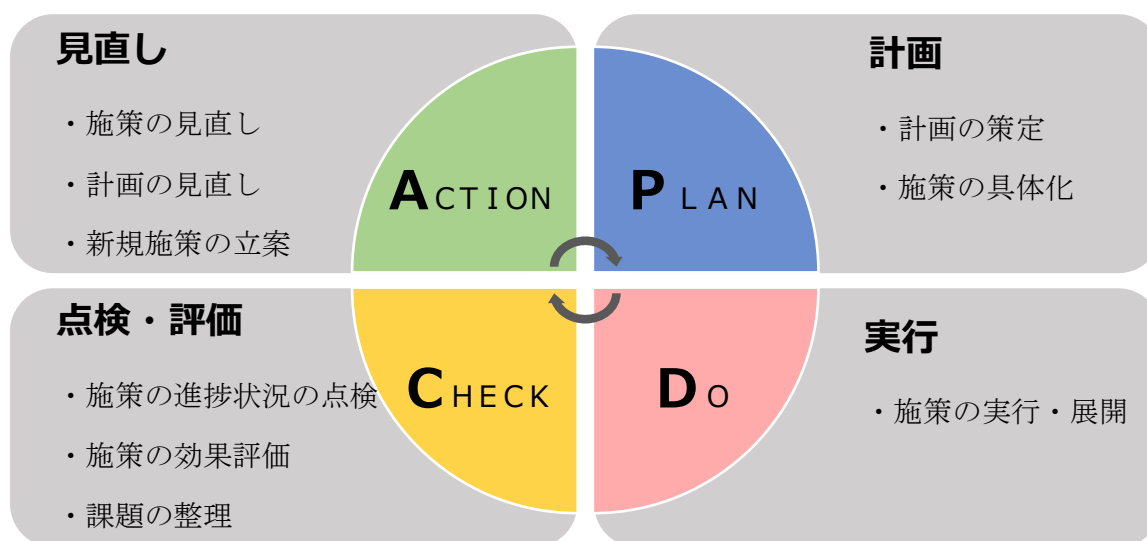 見直し
・施策の見直し
・計画の見直し
・新規施策の立案
ACTION
計画
・計画の策定
・施策の具体化
PLAN
点検・評価
・施策の進捗状況の点検
・施策の効果評価
・課題の整理
CHECK
実行
・施策の実行・展開
DO